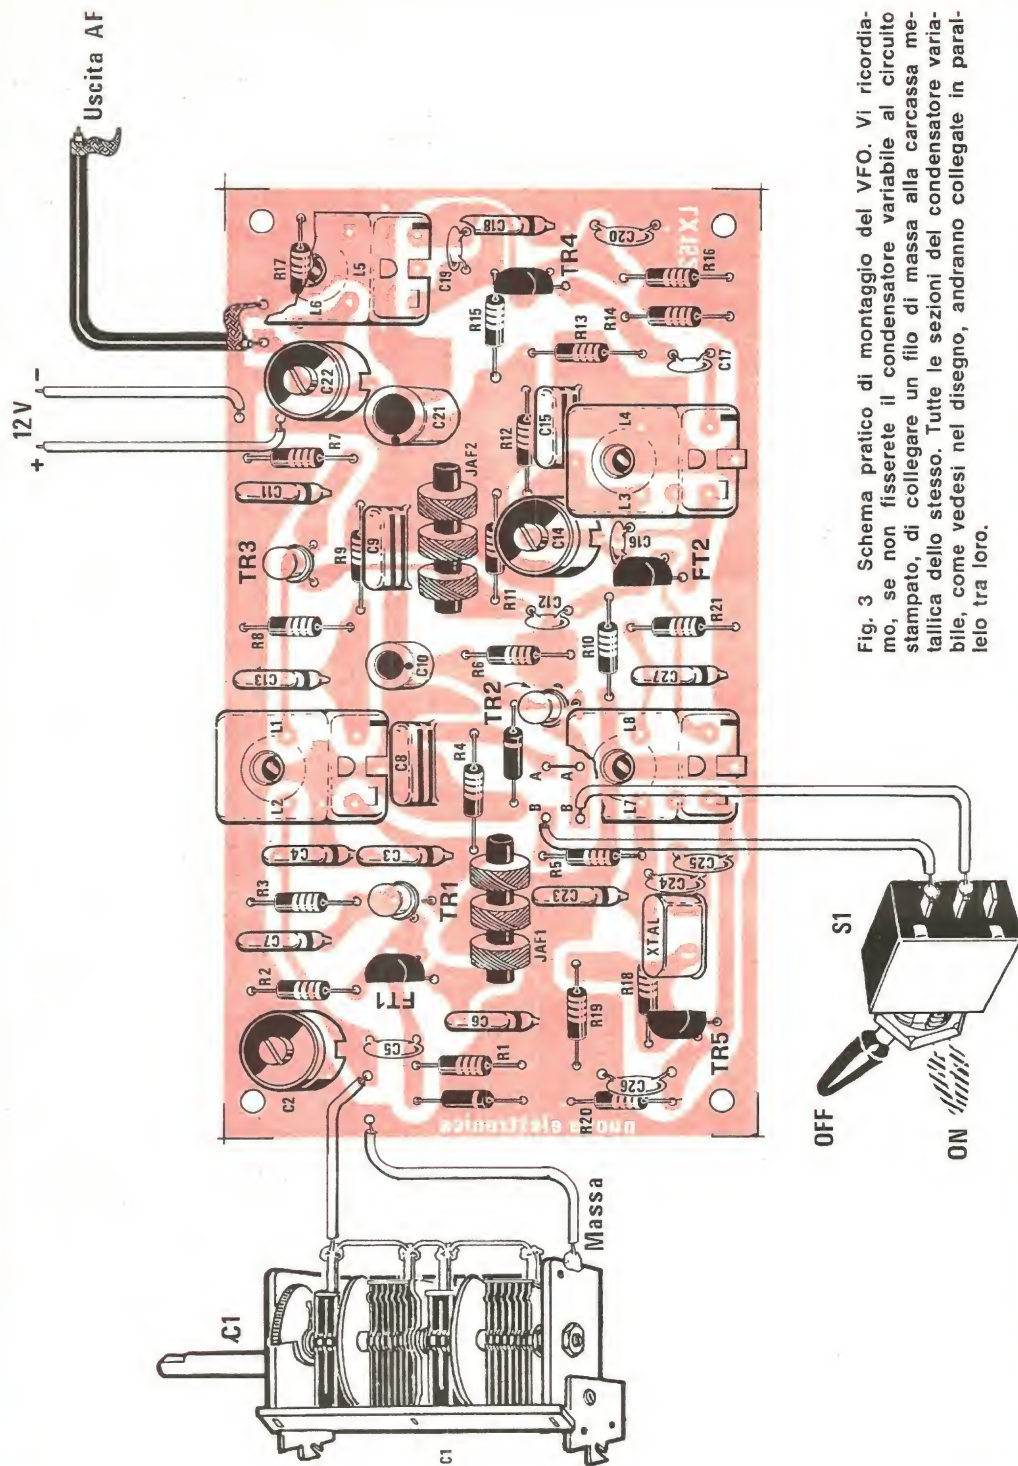 Uscita AF
12V
+
-
R17
L6
L5
C18
C19
C20
LX162
TR4
R15
R16
R14
R13
C17
C22
C21
R7
C11
JAF2
R12
C15
L4
L3
TR3
R9
C9
C14
R11
C16
FT2
R8
C12
C13
C10
R6
R10
R21
C27
TR2
L1
L2
C8
R4
A
A
B
B
L8
L7
C4
C3
R5
R3
TR1
C23
C25
C24
C7
JAF1
XTAL
R2
FT1
R18
C6
R19
TR5
C2
C5
R1
C26
R20
nuova elettronica
S1
OFF
ON
C1
Massa
C1
Fig. 3 Schema pratico di montaggio del VFO. Vi ricordia-
mo, se non fisserete il condensatore variabile al circuito
stampato, di collegare un filo di massa alla carcassa me-
tallica dello stesso. Tutte le sezioni del condensatore varia-
bile, come vedesi nel disegno, andranno collegate in paral-
lelo tra loro.